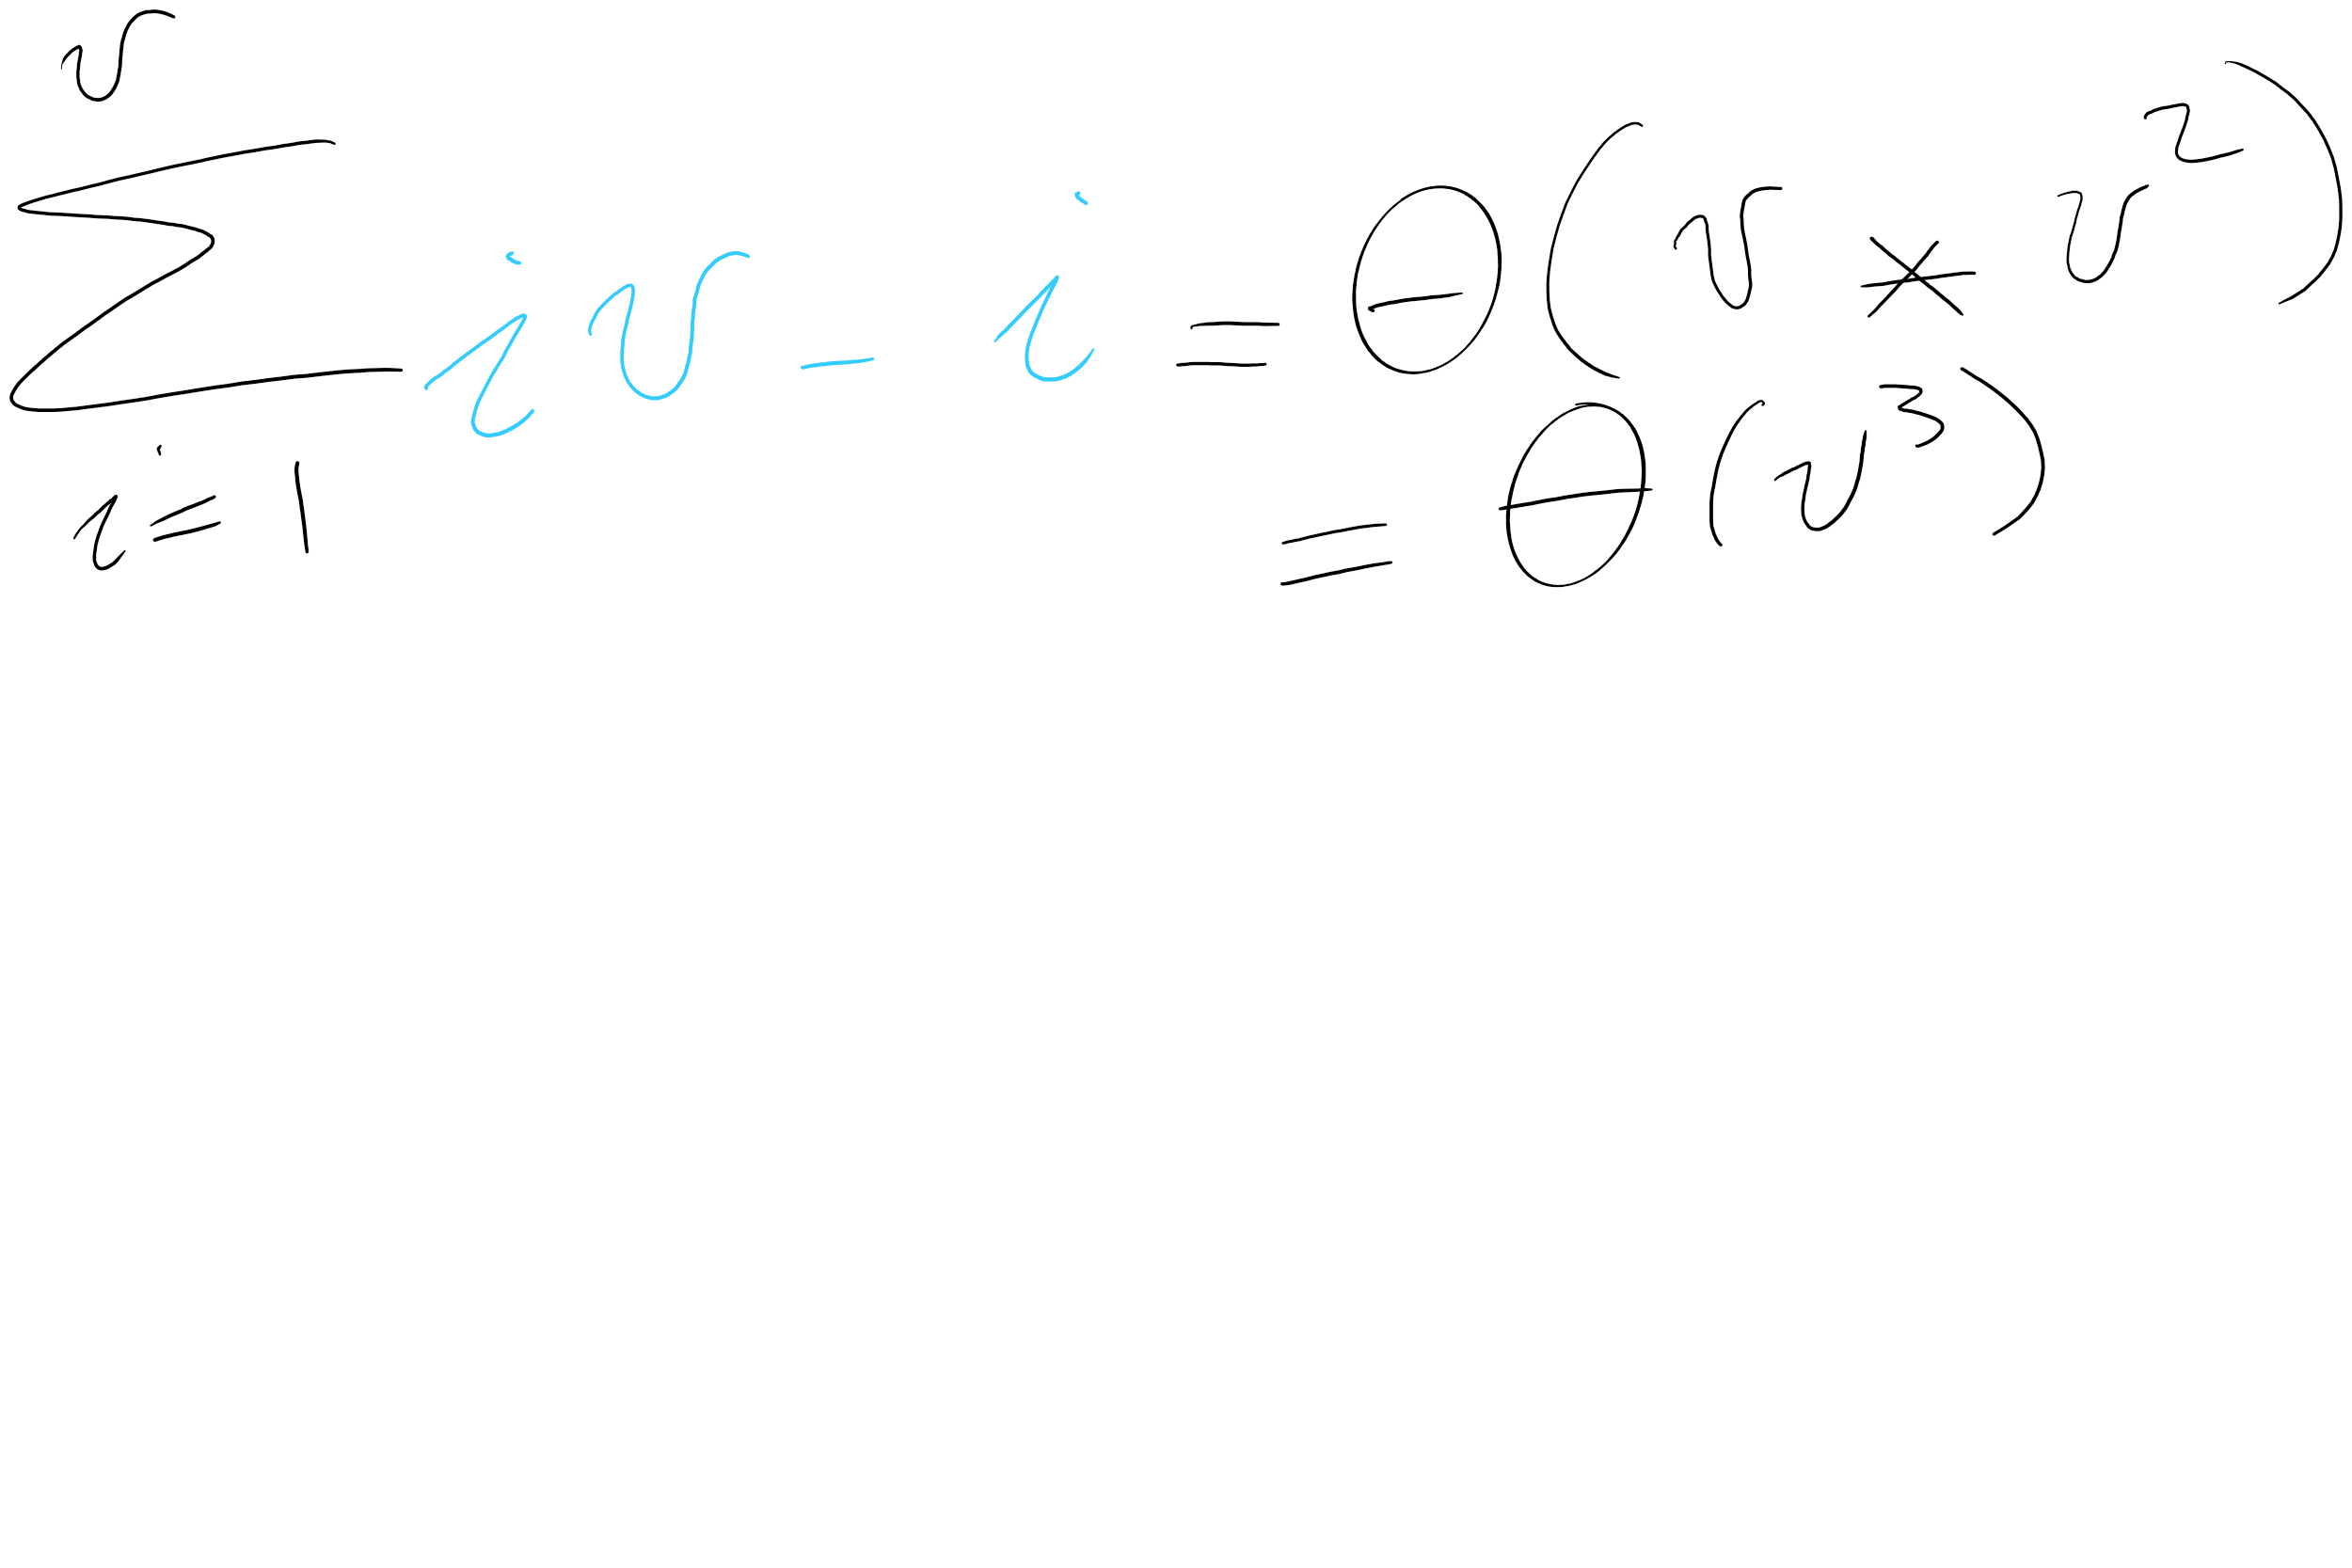 v
∑ iv - i = Θ(v * v²)
i = 1
= Θ(v³)